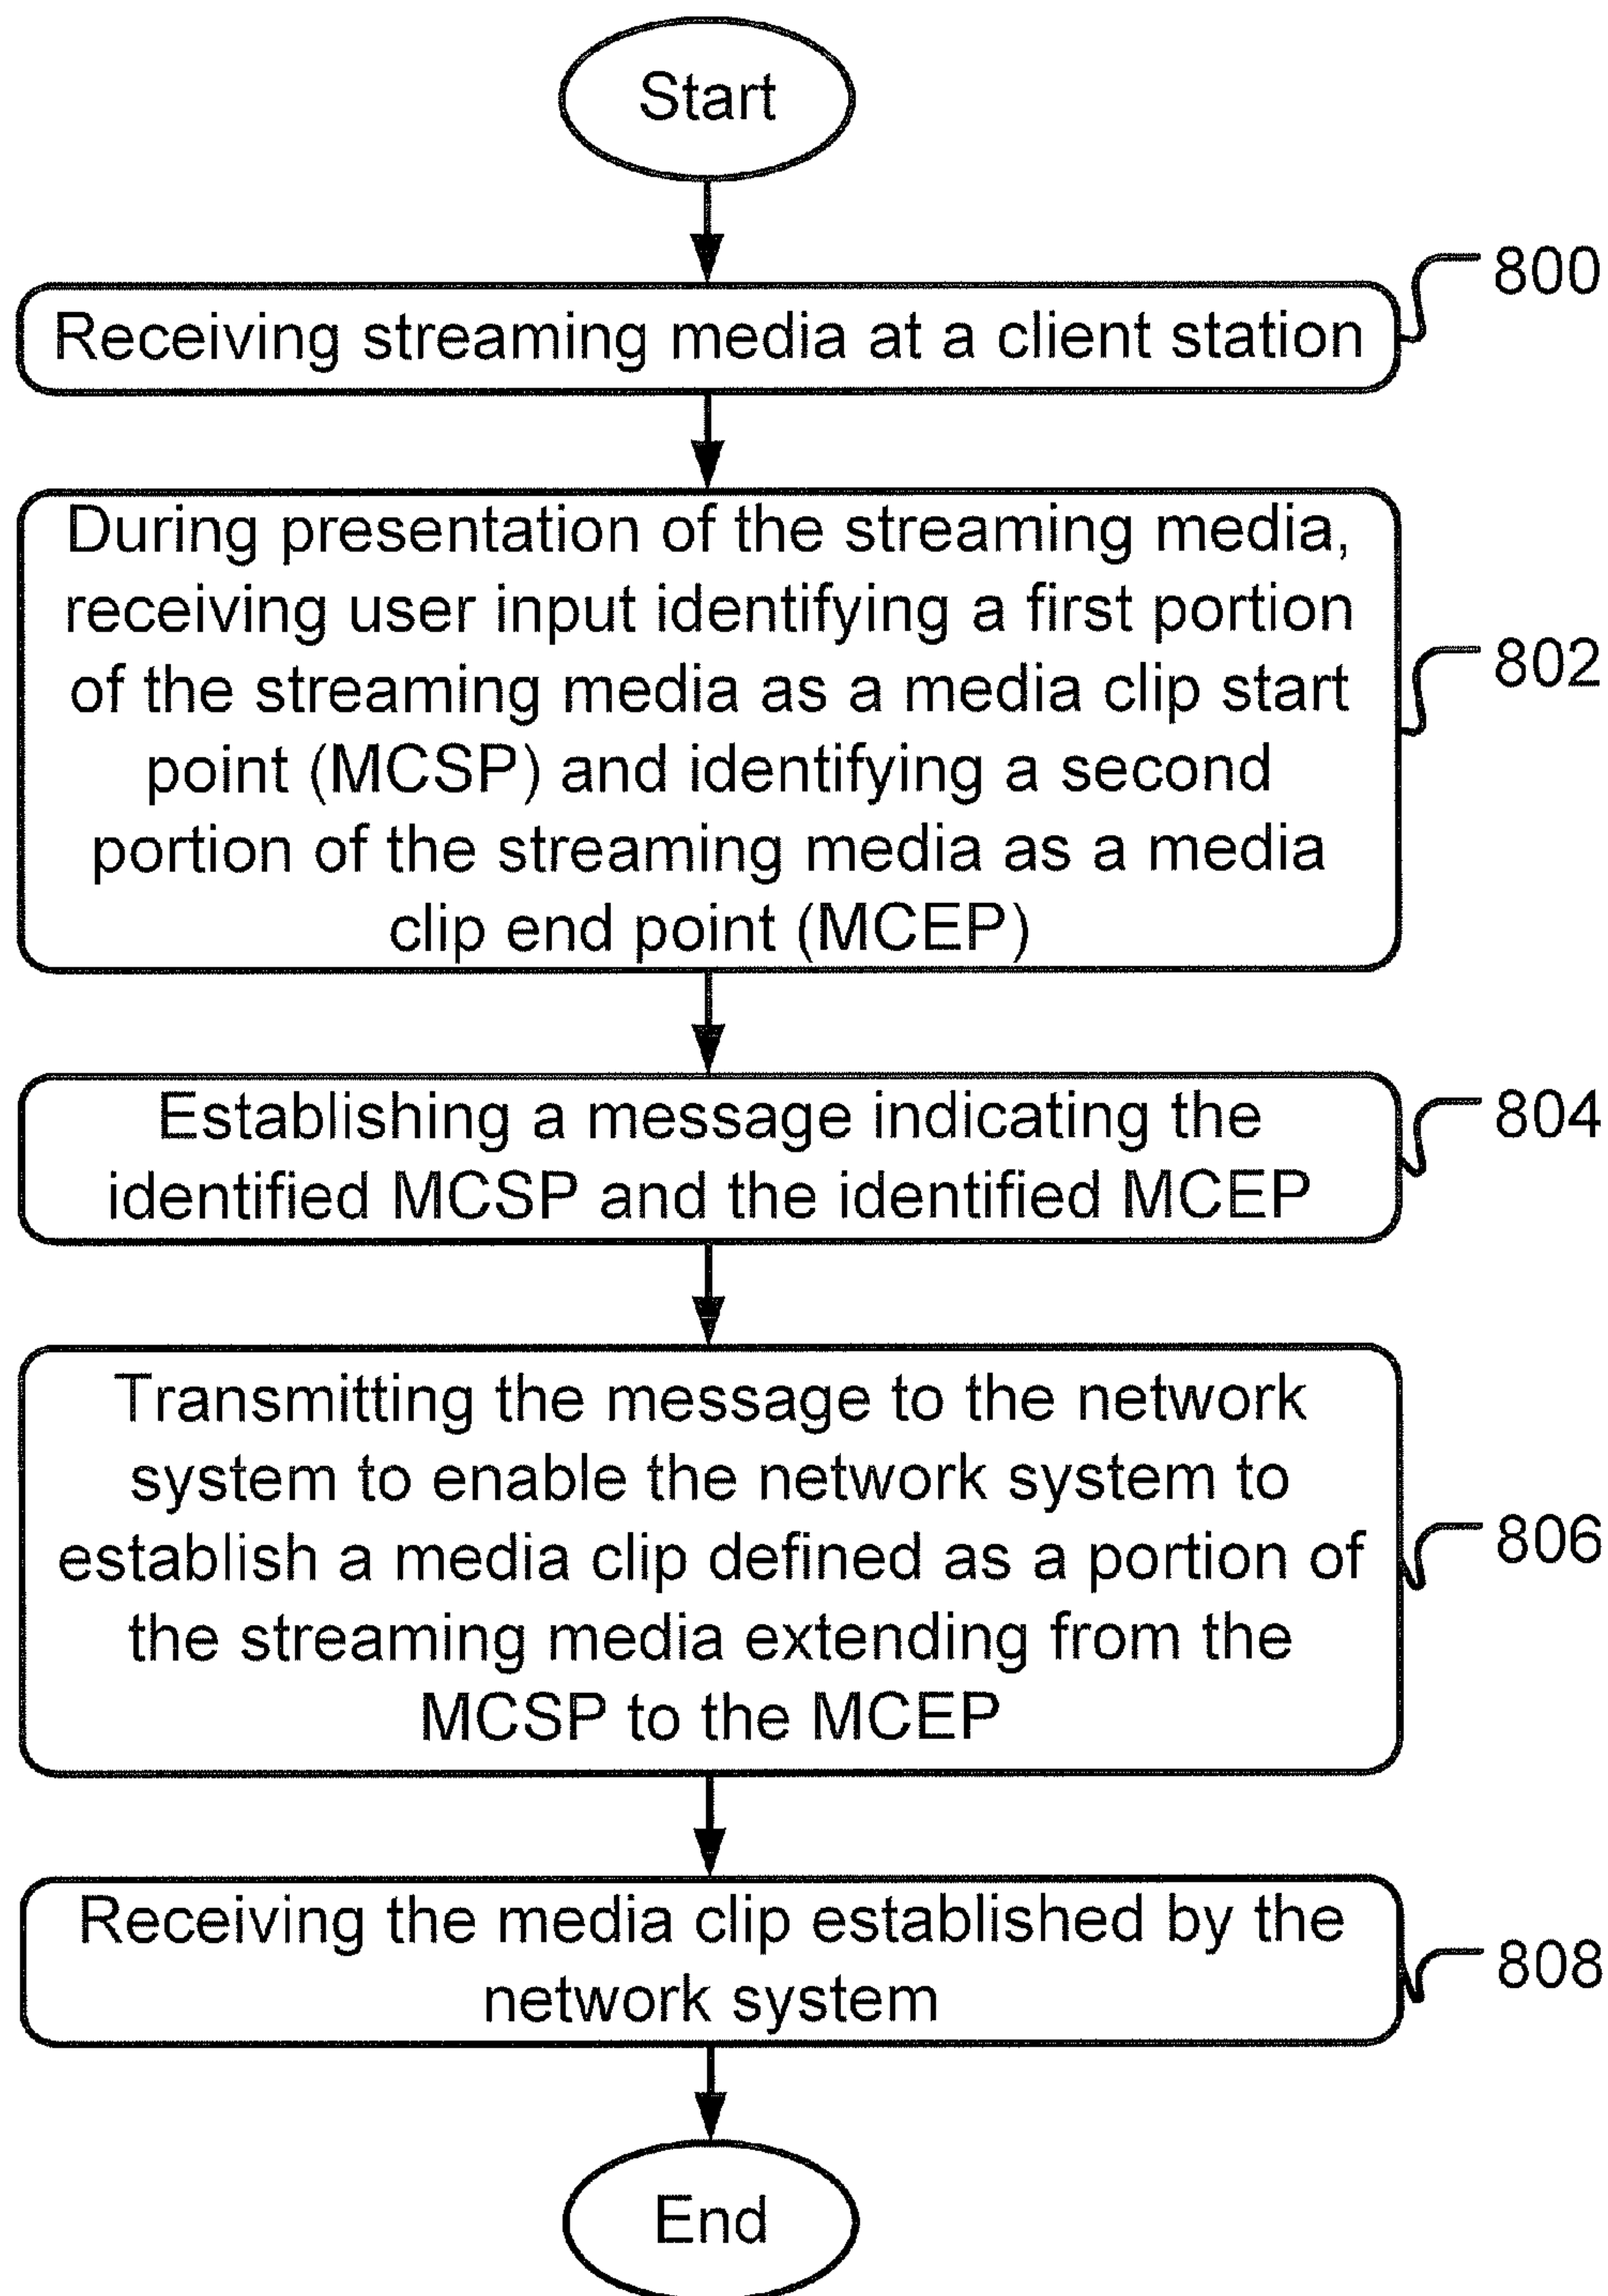 Start
800
Receiving streaming media at a client station
During presentation of the streaming media,
receiving user input identifying a first portion
of the streaming media as a media clip start
point (MCSP) and identifying a second
portion of the streaming media as a media
clip end point (MCEP)
802
Establishing a message indicating the
identified MCSP and the identified MCEP
804
Transmitting the message to the network
system to enable the network system to
establish a media clip defined as a portion of
the streaming media extending from the
MCSP to the MCEP
806
Receiving the media clip established by the
network system
808
End